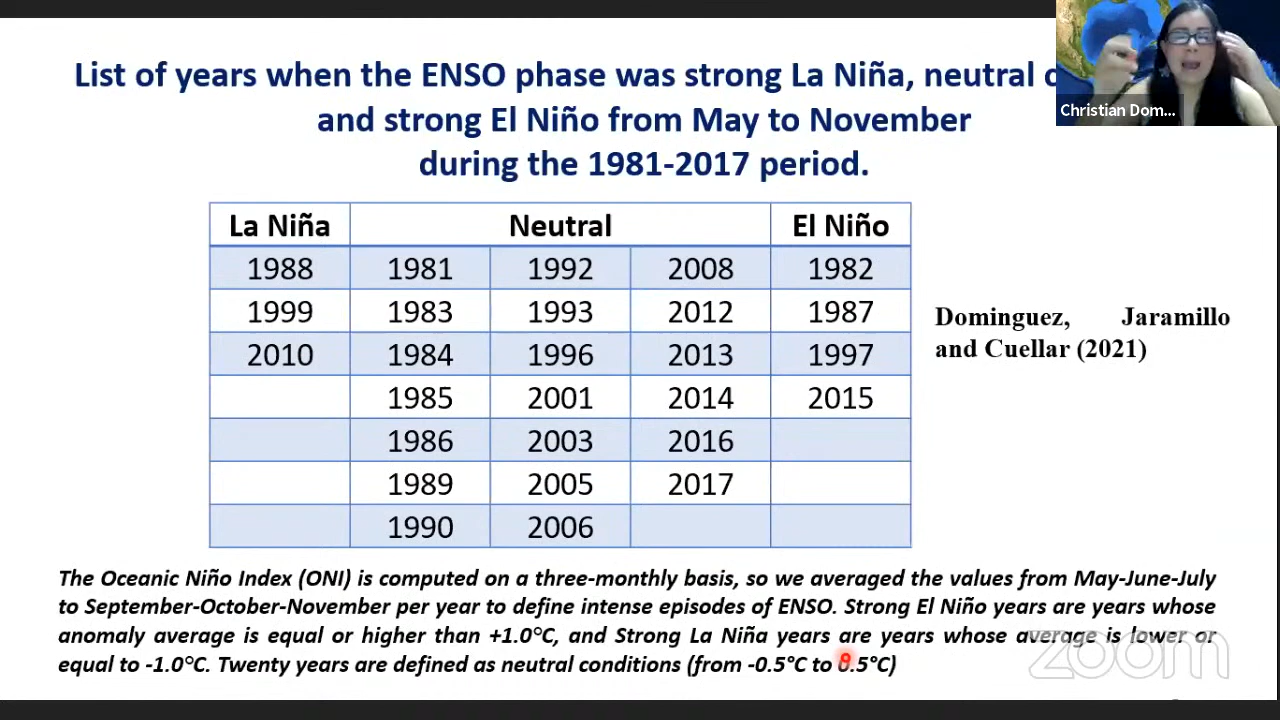 List of years when the ENSO phase was strong La Niña, neutral
and strong El Niño from May to November
during the 1981-2017 period.
Christian Dom...
La Niña Neutral El Niño
1988 1981 1992 2008 1982
1999 1983 1993 2012 1987
2010 1984 1996 2013 1997
1985 2001 2014 2015
1986 2003 2016
1989 2005 2017
1990 2006
Dominguez, Jaramillo
and Cuellar (2021)
The Oceanic Niño Index (ONI) is computed on a three-monthly basis, so we averaged the values from May-June-July
to September-October-November per year to define intense episodes of ENSO. Strong El Niño years are years whose
anomaly average is equal or higher than +1.0°C, and Strong La Niña years are years whose average is lower or
equal to -1.0°C. Twenty years are defined as neutral conditions (from -0.5°C to 0.5°C)
zoom